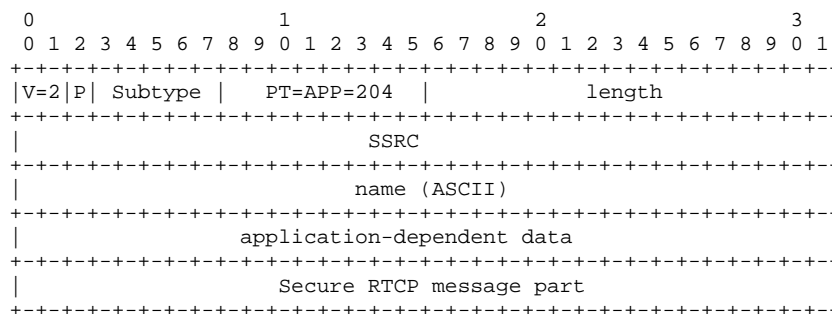 0                   1                   2                   3
 0 1 2 3 4 5 6 7 8 9 0 1 2 3 4 5 6 7 8 9 0 1 2 3 4 5 6 7 8 9 0 1
+-+-+-+-+-+-+-+-+-+-+-+-+-+-+-+-+-+-+-+-+-+-+-+-+-+-+-+-+-+-+-+-
|V=2|P| Subtype |   PT=APP=204  |            length
+-+-+-+-+-+-+-+-+-+-+-+-+-+-+-+-+-+-+-+-+-+-+-+-+-+-+-+-+-+-+-+-
|                           SSRC
+-+-+-+-+-+-+-+-+-+-+-+-+-+-+-+-+-+-+-+-+-+-+-+-+-+-+-+-+-+-+-+-
|                          name (ASCII)
+-+-+-+-+-+-+-+-+-+-+-+-+-+-+-+-+-+-+-+-+-+-+-+-+-+-+-+-+-+-+-+-
|                 application-dependent data
+-+-+-+-+-+-+-+-+-+-+-+-+-+-+-+-+-+-+-+-+-+-+-+-+-+-+-+-+-+-+-+-
|                    Secure RTCP message part
+-+-+-+-+-+-+-+-+-+-+-+-+-+-+-+-+-+-+-+-+-+-+-+-+-+-+-+-+-+-+-+-